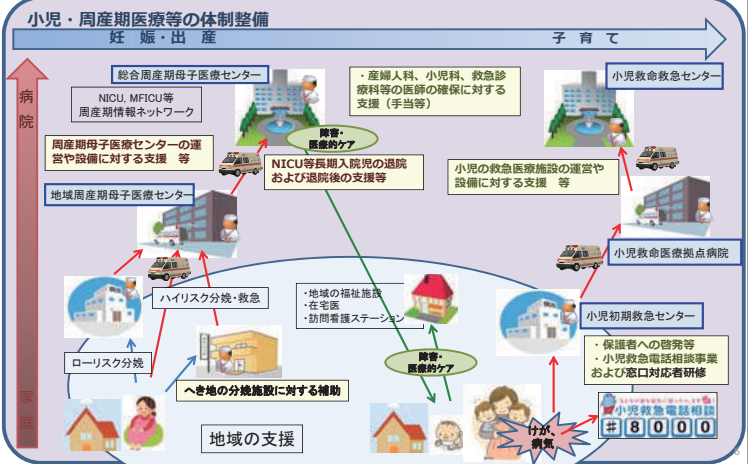 小児・周産期医療等の体制整備
妊 娠・出 産
子 育 て
病院
家庭
総合周産期母子医療センター
NICU, MFICU等
周産期情報ネットワーク
周産期母子医療センターの運
営や設備に対する支援 等
地域周産期母子医療センター
・産婦人科、小児科、救急診
療科等の医師の確保に対する
支援（手当等）
障害・
医療的ケア
NICU等長期入院児の退院
および退院後の支援等
小児救命救急センター
小児の救急医療施設の運営や
設備に対する支援 等
小児救命医療拠点病院
ハイリスク分娩・救急
ローリスク分娩
へき地の分娩施設に対する補助
・地域の福祉施設
・在宅医
・訪問看護ステーション
障害・
医療的ケア
小児初期救急センター
・保護者への啓発等
・小児救急電話相談事業
および窓口対応者研修
地域の支援
けが、
病気
小児救急電話相談
#8000